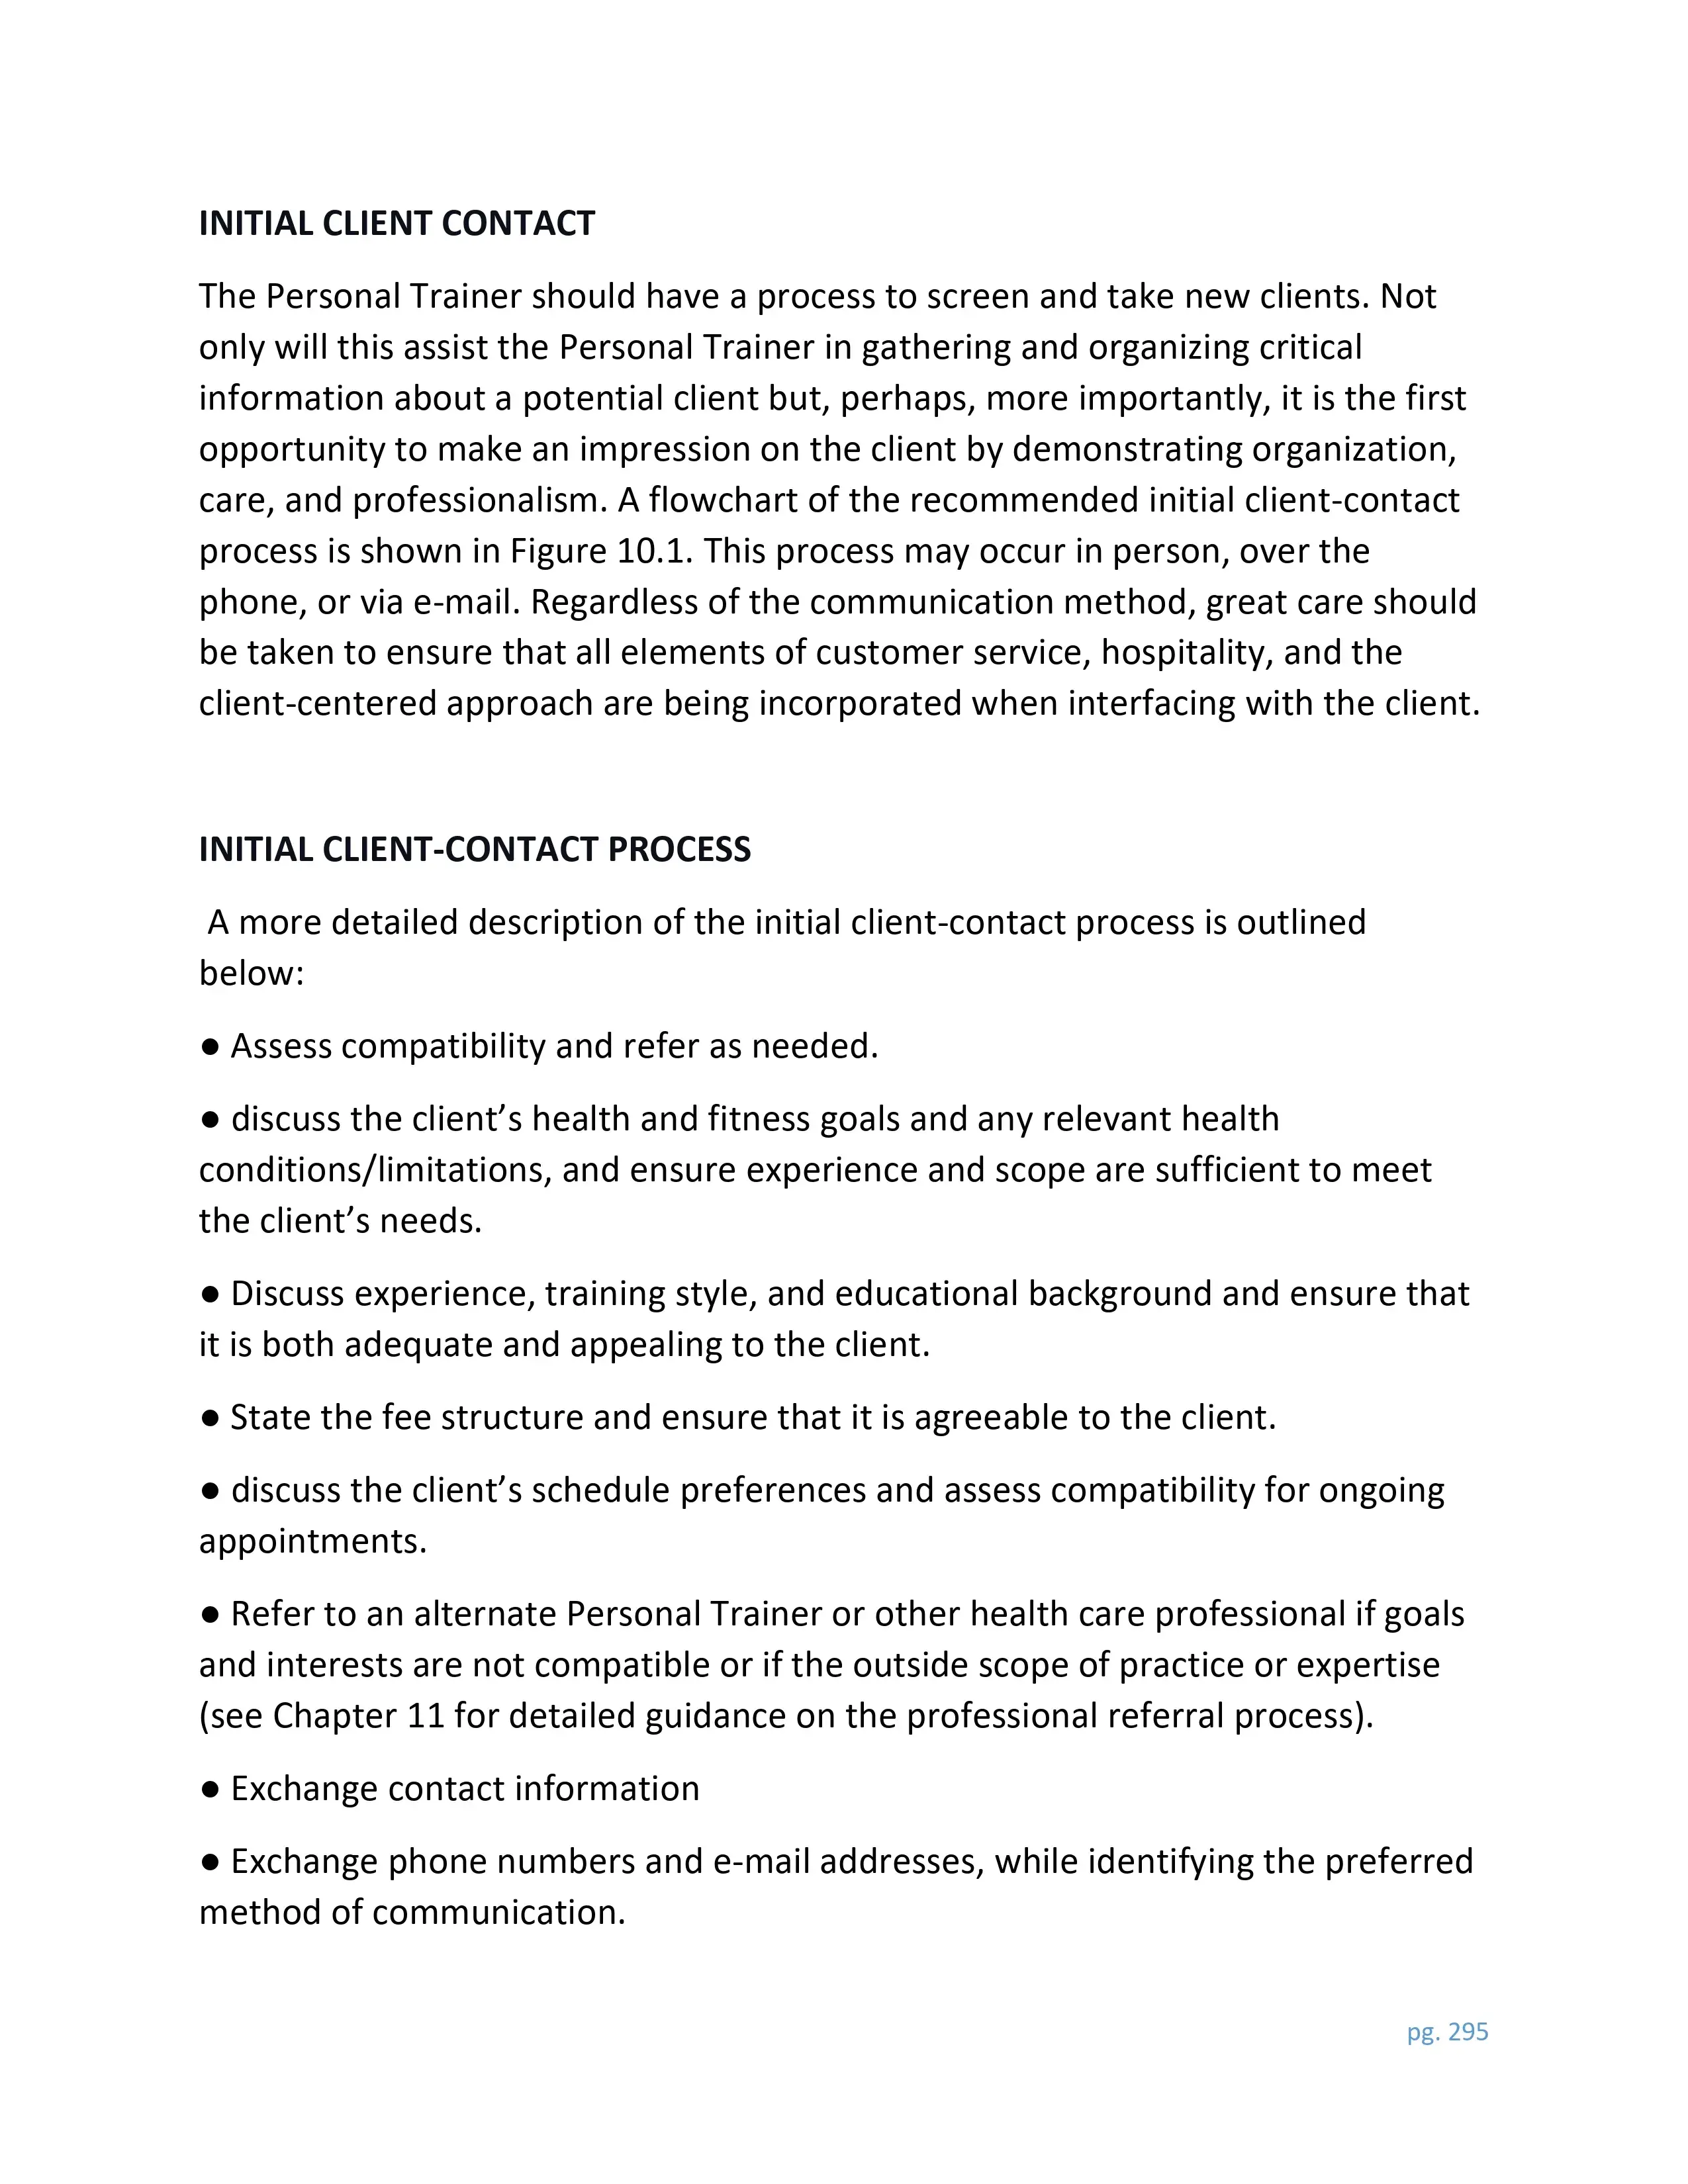 INITIAL CLIENT CONTACT
The Personal Trainer should have a process to screen and take new clients. Not
only will this assist the Personal Trainer in gathering and organizing critical
information about a potential client but, perhaps, more importantly, it is the first
opportunity to make an impression on the client by demonstrating organization,
care, and professionalism. A flowchart of the recommended initial client-contact
process is shown in Figure 10.1. This process may occur in person, over the
phone, or via e-mail. Regardless of the communication method, great care should
be taken to ensure that all elements of customer service, hospitality, and the
client-centered approach are being incorporated when interfacing with the client.
INITIAL CLIENT-CONTACT PROCESS
A more detailed description of the initial client-contact process is outlined
below:
● Assess compatibility and refer as needed.
● discuss the client’s health and fitness goals and any relevant health
conditions/limitations, and ensure experience and scope are sufficient to meet
the client’s needs.
● Discuss experience, training style, and educational background and ensure that
it is both adequate and appealing to the client.
● State the fee structure and ensure that it is agreeable to the client.
● discuss the client’s schedule preferences and assess compatibility for ongoing
appointments.
● Refer to an alternate Personal Trainer or other health care professional if goals
and interests are not compatible or if the outside scope of practice or expertise
(see Chapter 11 for detailed guidance on the professional referral process).
● Exchange contact information
● Exchange phone numbers and e-mail addresses, while identifying the preferred
method of communication.
pg. 295